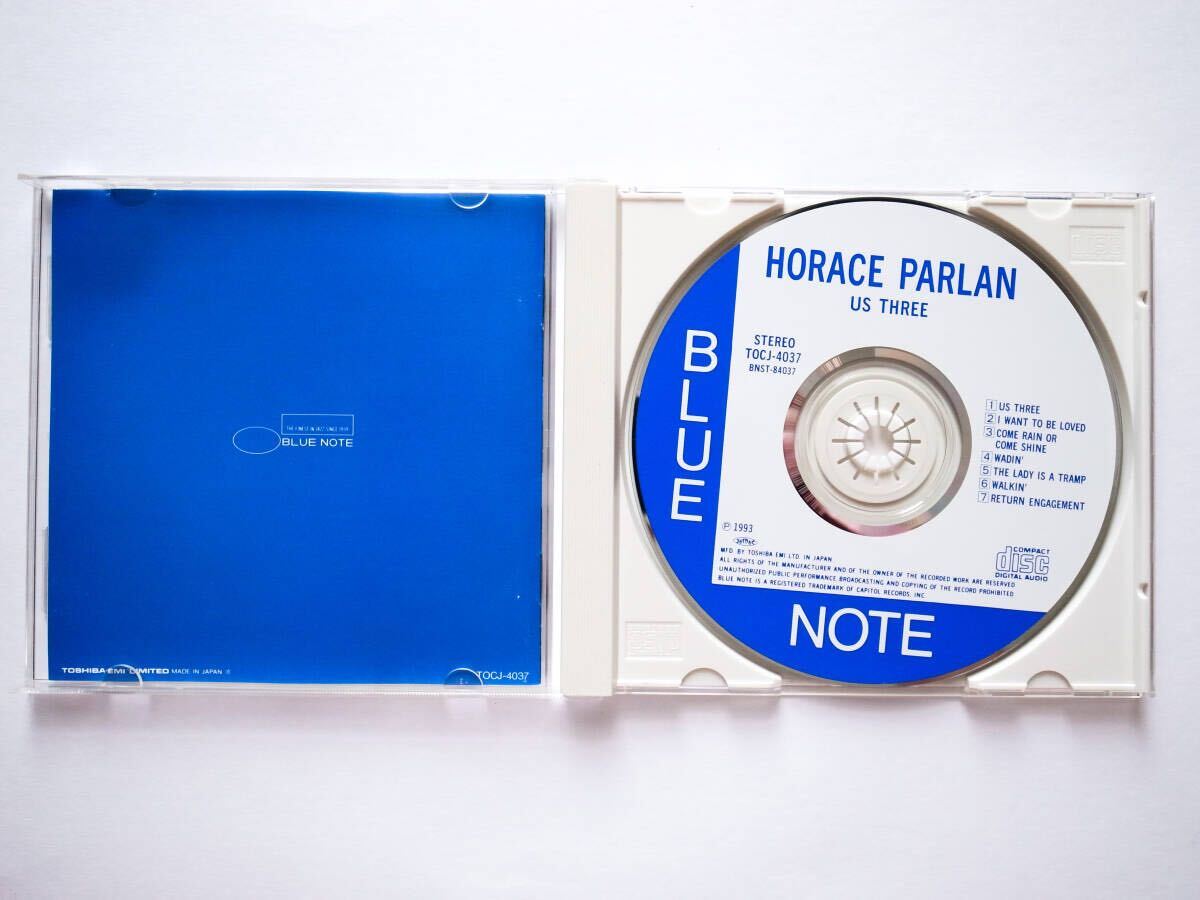 THE FINEST IN JAZZ SINCE 1939
BLUE NOTE
TOSHIBA EMI LIMITED MADE IN JAPAN
TOCJ-4037
HORACE PARLAN
US THREE
STEREO
TOCJ-4037
BNST-84037
BLUE
1 US THREE
2 I WANT TO BE LOVED
3 COME RAIN OR
COME SHINE
4 WADIN'
5 THE LADY IS A TRAMP
6 WALKIN'
7 RETURN ENGAGEMENT
℗ 1993
MFD. BY TOSHIBA EMI LTD. IN JAPAN
ALL RIGHTS OF THE MANUFACTURER AND OF THE OWNER OF THE RECORDED WORK ARE RESERVED
UNAUTHORIZED PUBLIC PERFORMANCE BROADCASTING AND COPYING OF THE RECORD PROHIBITED
BLUE NOTE IS A REGISTERED TRADEMARK OF CAPITOL RECORDS, INC.
COMPACT
disc
DIGITAL AUDIO
NOTE